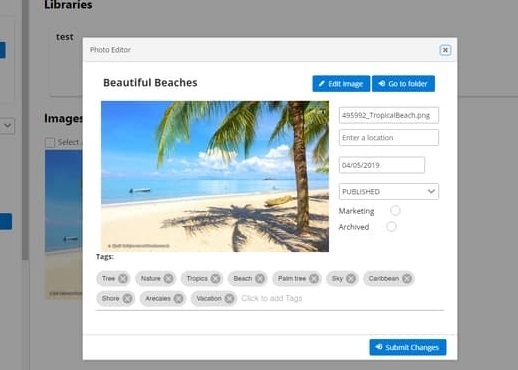 Libraries
test
Photo Editor
Beautiful Beaches
Edit Image
Go to folder
495992_TropicalBeach.png
Images
Enter a location
Select
04/05/2019
PUBLISHED
Marketing
Archived
Tags:
Tree Nature Tropics Beach Palm tree Sky Caribbean
Shore Arecales Vacation Click to add Tags
Submit Changes